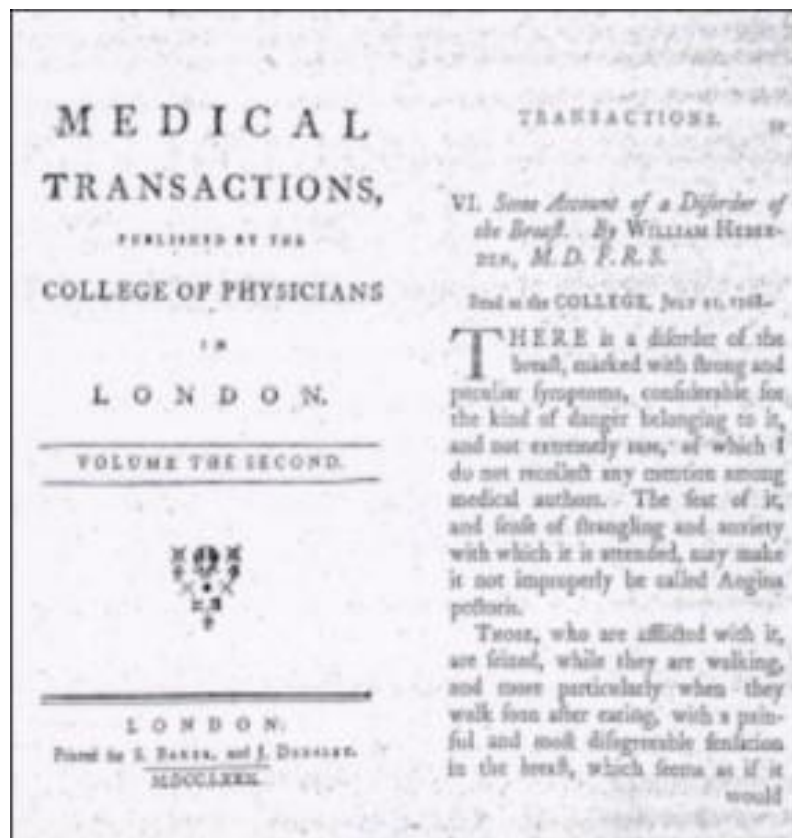 MEDICAL
TRANSACTIONS,
PUBLISHED BY THE
COLLEGE OF PHYSICIANS
IN
LONDON.
VOLUME THE SECOND.
LONDON:
Printed for S. BAKER, and J. DODSLEY.
MDCCLXXII.
TRANSACTIONS.
VI. Some Account of a Diſorder of
the Breaſt. By WILLIAM HEBER-
DEN, M. D. F. R. S.
Read at the COLLEGE, JULY 21, 1768.
THERE is a diſorder of the
breaſt, marked with ſtrong and
peculiar ſymptoms, conſiderable for
the kind of danger belonging to it,
and not extremely rare, of which I
do not recollect any mention among
medical authors. The ſeat of it,
and ſenſe of ſtrangling and anxiety
with which it is attended, may make
it not improperly be called Angina
pectoris.
THOSE, who are afflicted with it,
are ſeized, while they are walking,
and more particularly when they
walk ſoon after eating, with a pain-
ful and moſt diſagreeable ſenſation
in the breaſt, which ſeems as if it
would